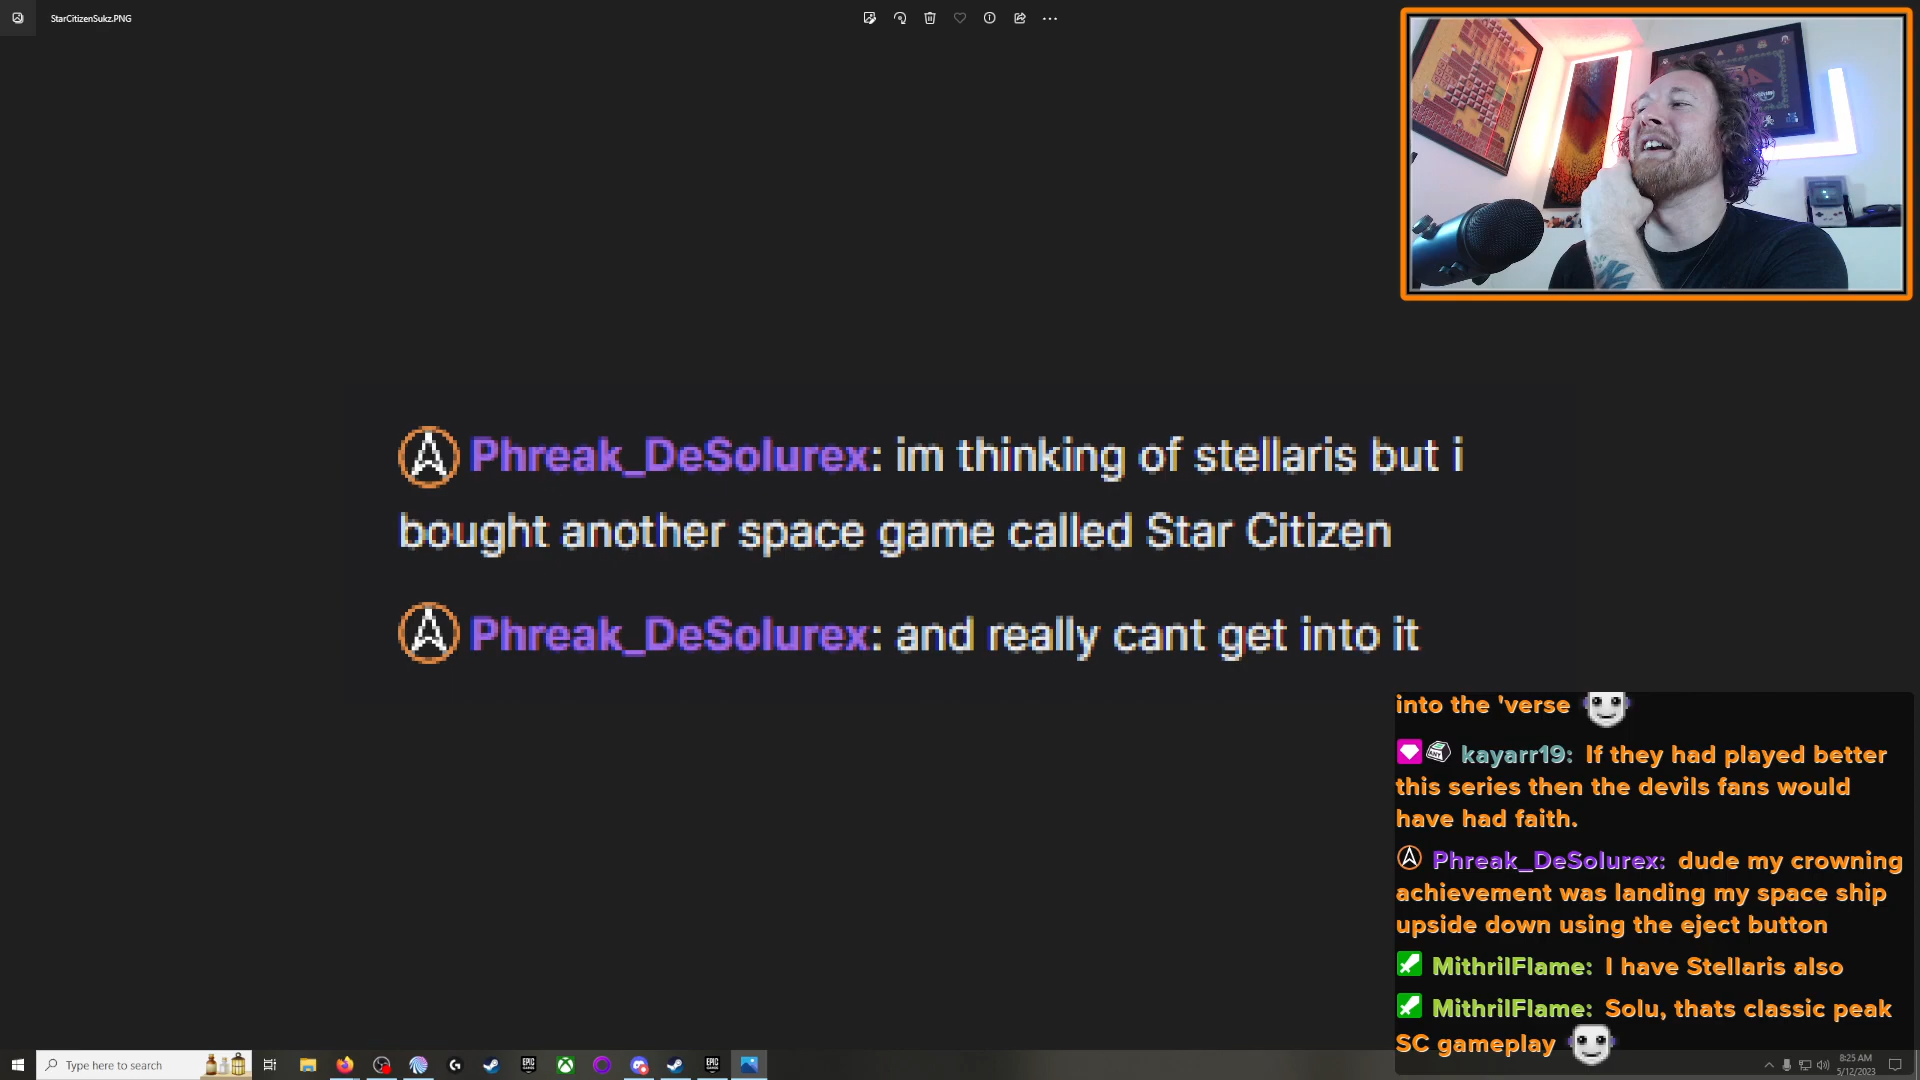 StarCitizenSukz.PNG
Phreak_DeSolurex: im thinking of stellaris but i
bought another space game called Star Citizen
Phreak_DeSolurex: and really cant get into it
into the 'verse
kayarr19: If they had played better
this series then the devils fans would
have had faith.
Phreak_DeSolurex: dude my crowning
achievement was landing my space ship
upside down using the eject button
MithrilFlame: I have Stellaris also
MithrilFlame: Solu, thats classic peak
SC gameplay
Type here to search
8:25 AM
5/12/2023